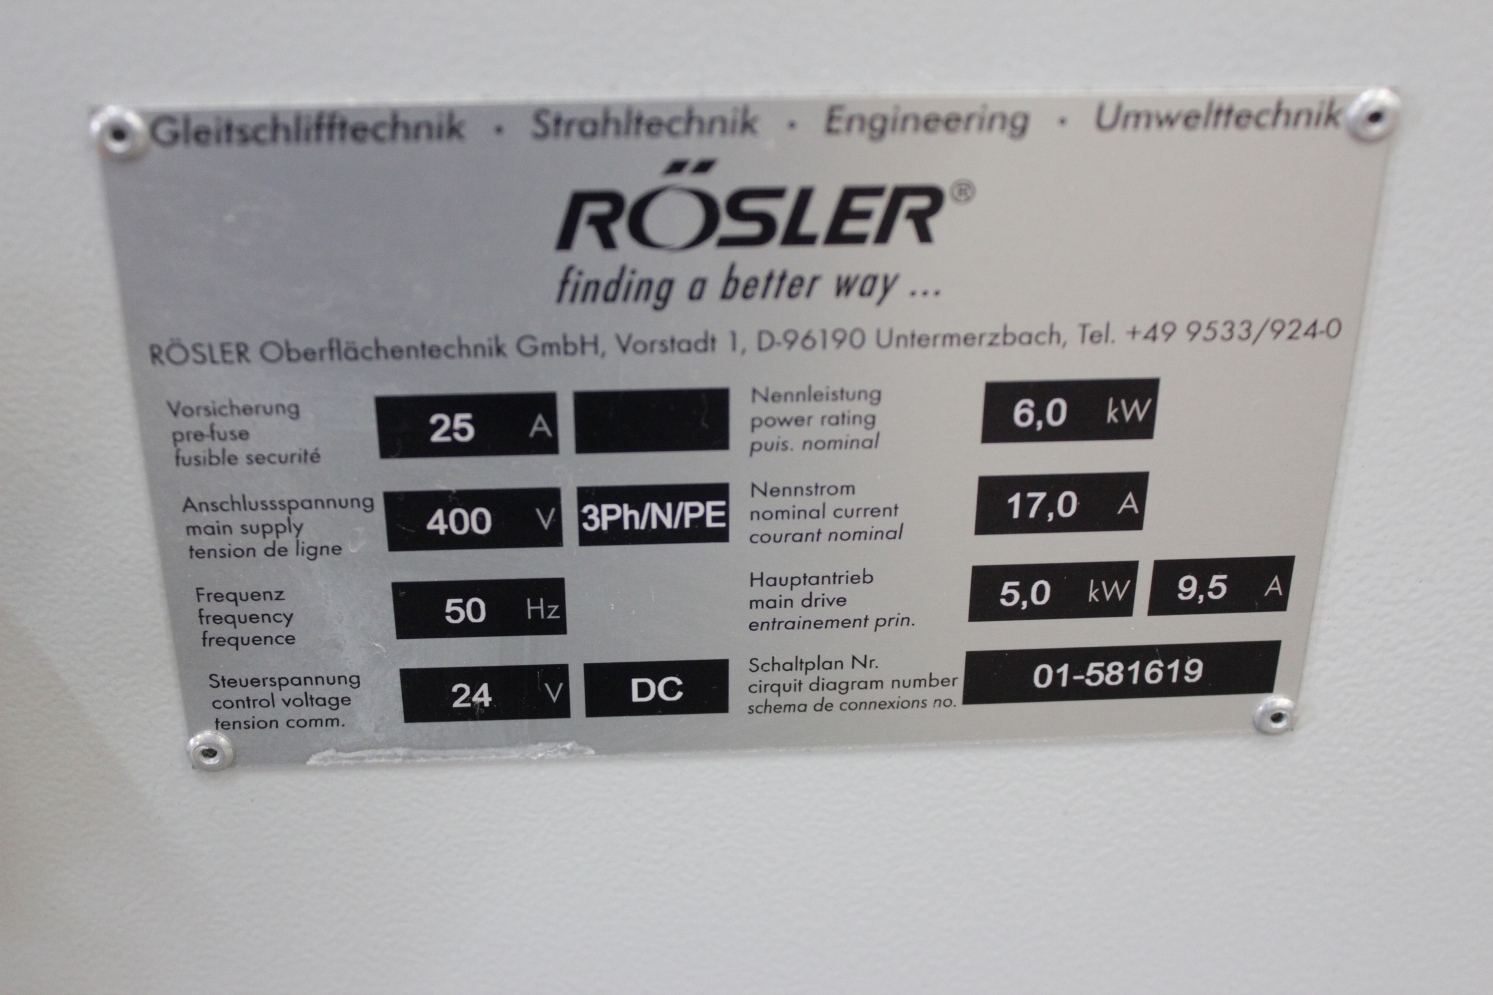 Gleitschlifftechnik · Strahltechnik · Engineering · Umwelttechnik
RÖSLER®
finding a better way ...
RÖSLER Oberflächentechnik GmbH, Vorstadt 1, D-96190 Untermerzbach, Tel. +49 9533/924-0
Vorsicherung
pre-fuse
fusible securité
25 A
Nennleistung
power rating
puis. nominal
6,0 kW
Anschlussspannung
main supply
tension de ligne
400 V
3Ph/N/PE
Nennstrom
nominal current
courant nominal
17,0 A
Frequenz
frequency
frequence
50 Hz
Hauptantrieb
main drive
entrainement prin.
5,0 kW
9,5 A
Steuerspannung
control voltage
tension comm.
24 V
DC
Schaltplan Nr.
cirquit diagram number
schema de connexions no.
01-581619